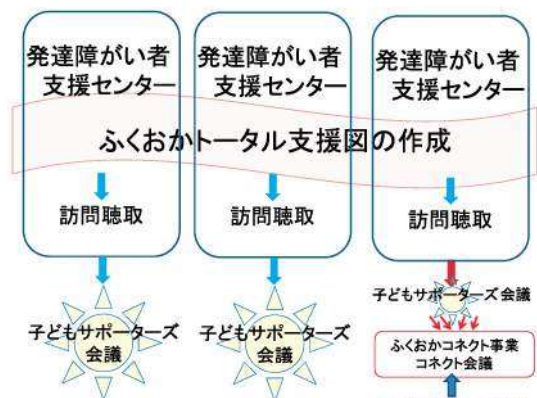 発達障がい者
支援センター
発達障がい者
支援センター
発達障がい者
支援センター
ふくおかトータル支援図の作成
訪問聴取
訪問聴取
訪問聴取
子どもサポーターズ
会議
子どもサポーターズ
会議
子どもサポーターズ会議
ふくおかコネクト事業
コネクト会議